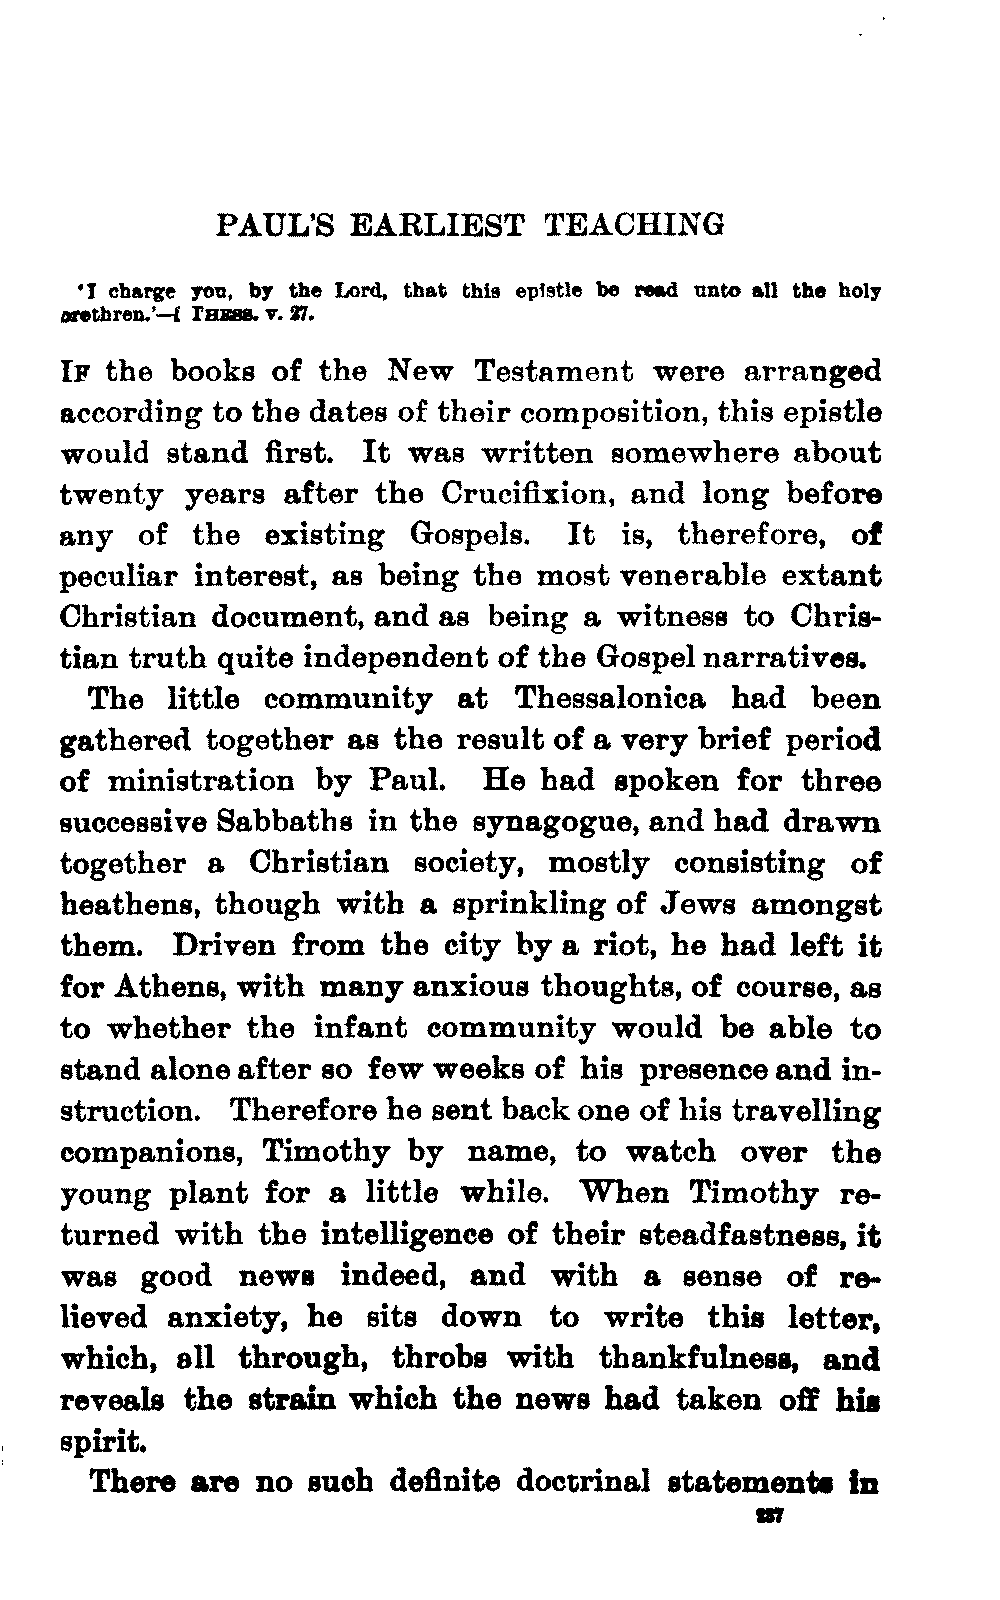 PAUL'S EARLIEST TEACHING
'I charge you, by the Lord, that this epistle be read unto all the holy
brethren.'—1 THESS. v. 27.
IF the books of the New Testament were arranged
according to the dates of their composition, this epistle
would stand first. It was written somewhere about
twenty years after the Crucifixion, and long before
any of the existing Gospels. It is, therefore, of
peculiar interest, as being the most venerable extant
Christian document, and as being a witness to Chris-
tian truth quite independent of the Gospel narratives.
The little community at Thessalonica had been
gathered together as the result of a very brief period
of ministration by Paul. He had spoken for three
successive Sabbaths in the synagogue, and had drawn
together a Christian society, mostly consisting of
heathens, though with a sprinkling of Jews amongst
them. Driven from the city by a riot, he had left it
for Athens, with many anxious thoughts, of course, as
to whether the infant community would be able to
stand alone after so few weeks of his presence and in-
struction. Therefore he sent back one of his travelling
companions, Timothy by name, to watch over the
young plant for a little while. When Timothy re-
turned with the intelligence of their steadfastness, it
was good news indeed, and with a sense of re-
lieved anxiety, he sits down to write this letter,
which, all through, throbs with thankfulness, and
reveals the strain which the news had taken off his
spirit.
There are no such definite doctrinal statements in
237